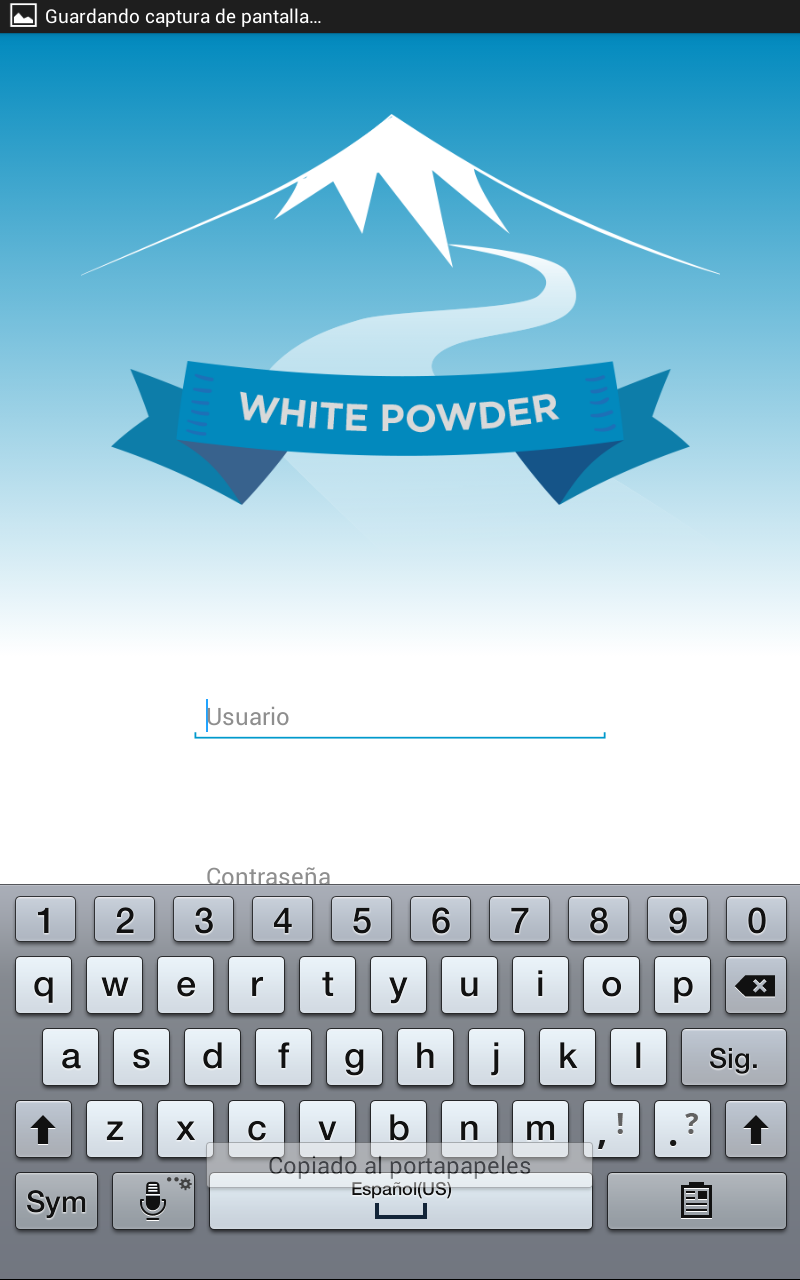 Guardando captura de pantalla...
WHITE POWDER
Usuario
Contraseña
1 2 3 4 5 6 7 8 9 0
q w e r t y u i o p
a s d f g h j k l Sig.
z x c v b n m , ! . ?
Copiado al portapapeles
Sym Español(US)